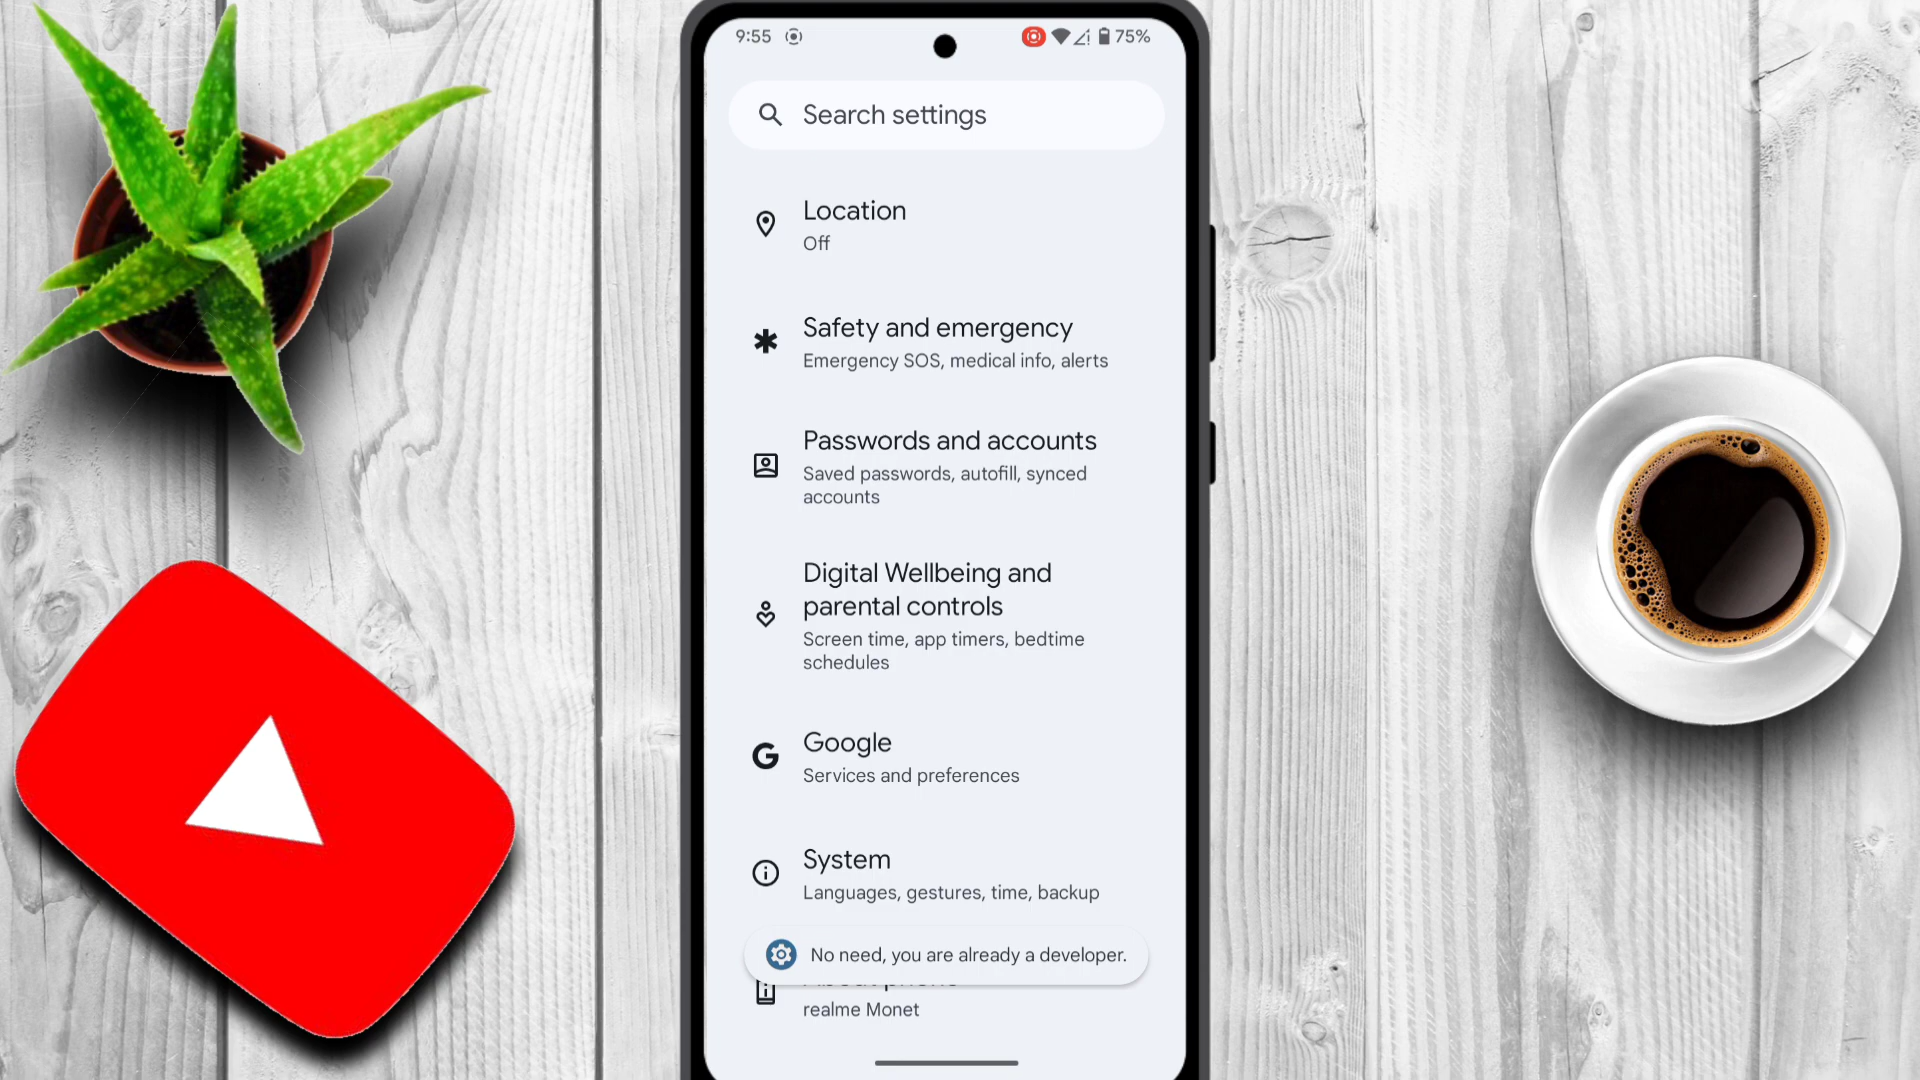 9:55 75%
Search settings
Location
Off
Safety and emergency
Emergency SOS, medical info, alerts
Passwords and accounts
Saved passwords, autofill, synced
accounts
Digital Wellbeing and
parental controls
Screen time, app timers, bedtime
schedules
Google
Services and preferences
System
Languages, gestures, time, backup
No need, you are already a developer.
realme Monet